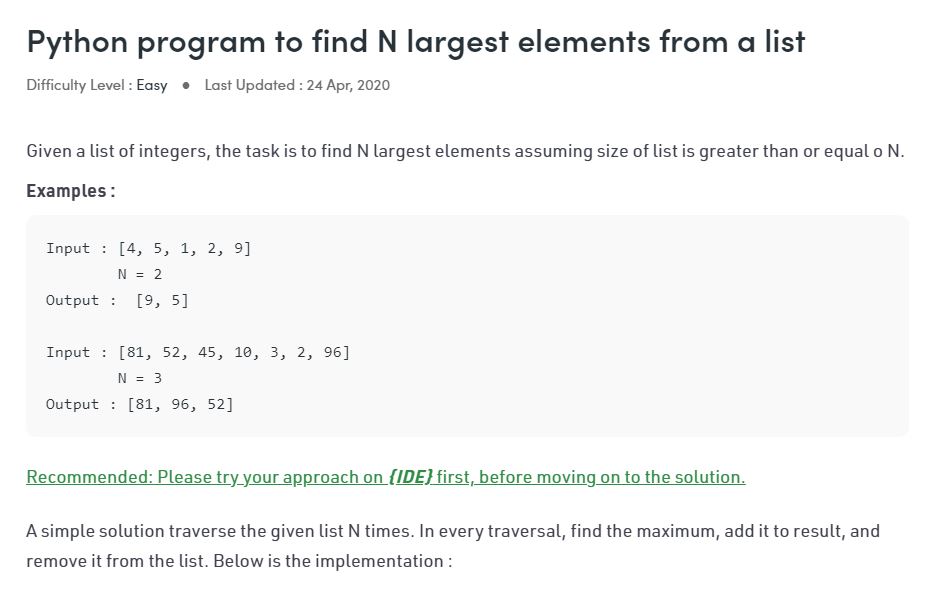 Python program to find N largest elements from a list
Difficulty Level : Easy ● Last Updated : 24 Apr, 2020
Given a list of integers, the task is to find N largest elements assuming size of list is greater than or equal o N.
Examples :
Input : [4, 5, 1, 2, 9]
N = 2
Output :  [9, 5]
Input : [81, 52, 45, 10, 3, 2, 96]
N = 3
Output : [81, 96, 52]
Recommended: Please try your approach on {IDE} first, before moving on to the solution.
A simple solution traverse the given list N times. In every traversal, find the maximum, add it to result, and
remove it from the list. Below is the implementation :